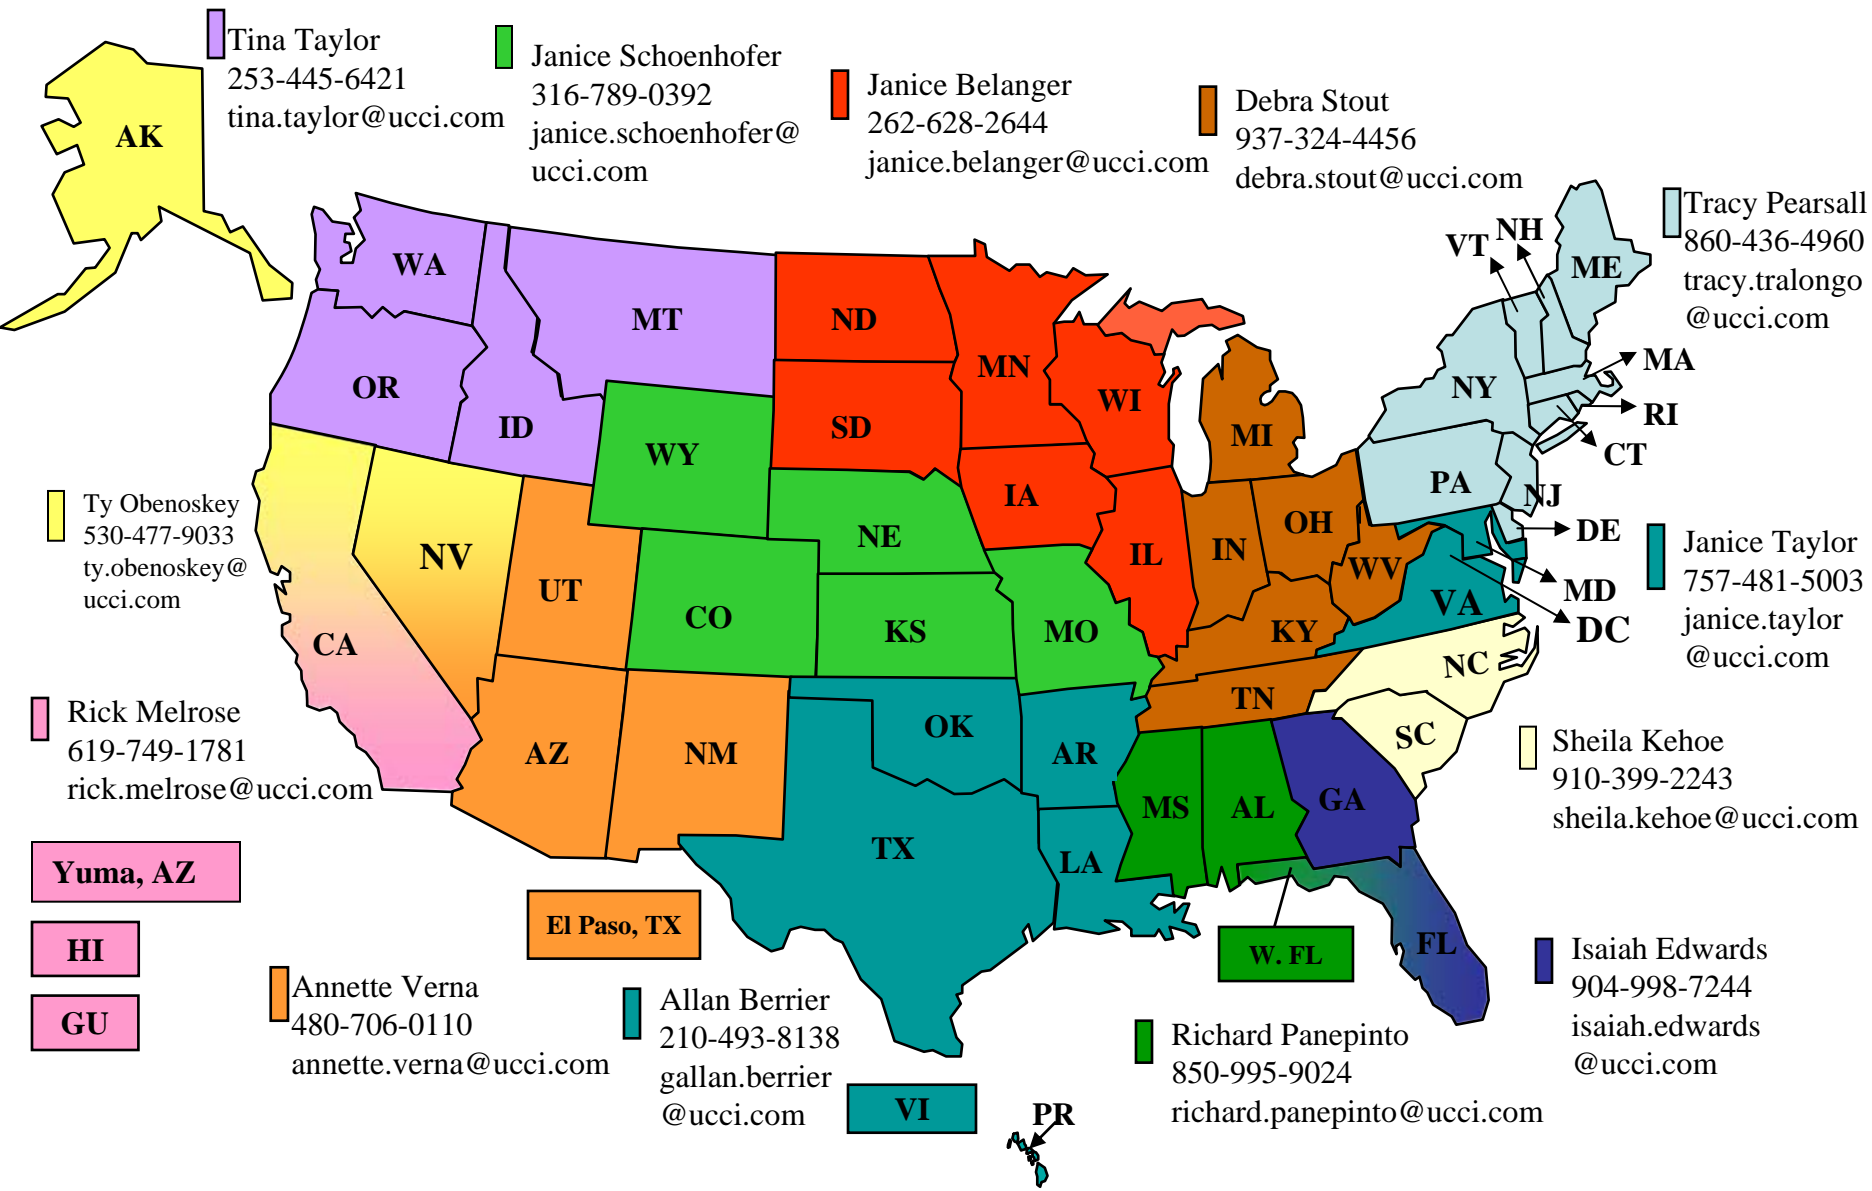 Tina Taylor
253-445-6421
tina.taylor@ucci.com
Janice Schoenhofer
316-789-0392
janice.schoenhofer@
ucci.com
Janice Belanger
262-628-2644
janice.belanger@ucci.com
Debra Stout
937-324-4456
debra.stout@ucci.com
Tracy Pearsall
860-436-4960
tracy.tralongo
@ucci.com
AK
WA
MT
ND
MN
OR
ID
WY
SD
WI
MI
VT
NH
ME
NY
MA
RI
CT
PA
NJ
DE
MD
DC
IA
NE
IL
IN
OH
WV
VA
Ty Obenoskey
530-477-9033
ty.obenoskey@
ucci.com
NV
UT
CO
KS
MO
KY
CA
Janice Taylor
757-481-5003
janice.taylor
@ucci.com
NC
TN
SC
Rick Melrose
619-749-1781
rick.melrose@ucci.com
AZ
NM
OK
AR
MS
AL
GA
TX
LA
FL
Sheila Kehoe
910-399-2243
sheila.kehoe@ucci.com
Yuma, AZ
HI
GU
El Paso, TX
W. FL
Annette Verna
480-706-0110
annette.verna@ucci.com
Allan Berrier
210-493-8138
gallan.berrier
@ucci.com
VI
PR
Richard Panepinto
850-995-9024
richard.panepinto@ucci.com
Isaiah Edwards
904-998-7244
isaiah.edwards
@ucci.com